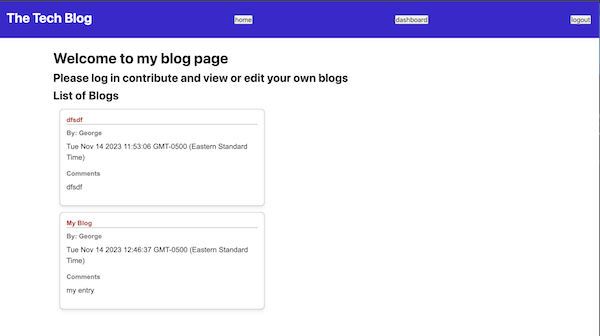 The Tech Blog
home
dashboard
logout
Welcome to my blog page
Please log in contribute and view or edit your own blogs
List of Blogs
dfsdf
By: George
Tue Nov 14 2023 11:53:06 GMT-0500 (Eastern Standard
Time)
Comments
dfsdf
My Blog
By: George
Tue Nov 14 2023 12:46:37 GMT-0500 (Eastern Standard
Time)
Comments
my entry